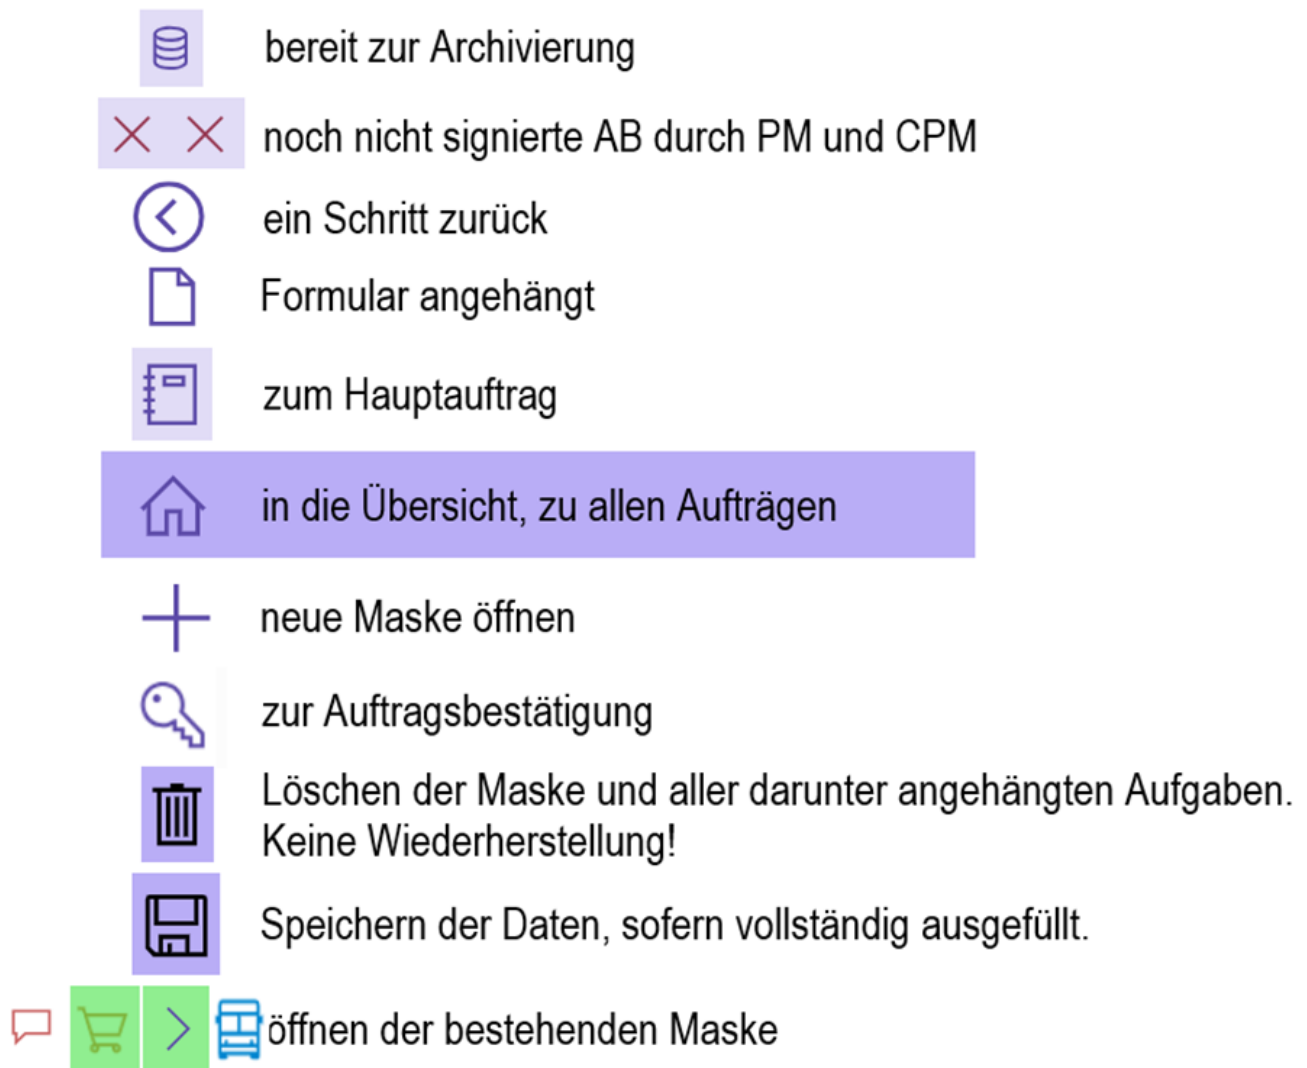 bereit zur Archivierung
noch nicht signierte AB durch PM und CPM
ein Schritt zurück
Formular angehängt
zum Hauptauftrag
in die Übersicht, zu allen Aufträgen
neue Maske öffnen
zur Auftragsbestätigung
Löschen der Maske und aller darunter angehängten Aufgaben.
Keine Wiederherstellung!
Speichern der Daten, sofern vollständig ausgefüllt.
öffnen der bestehenden Maske